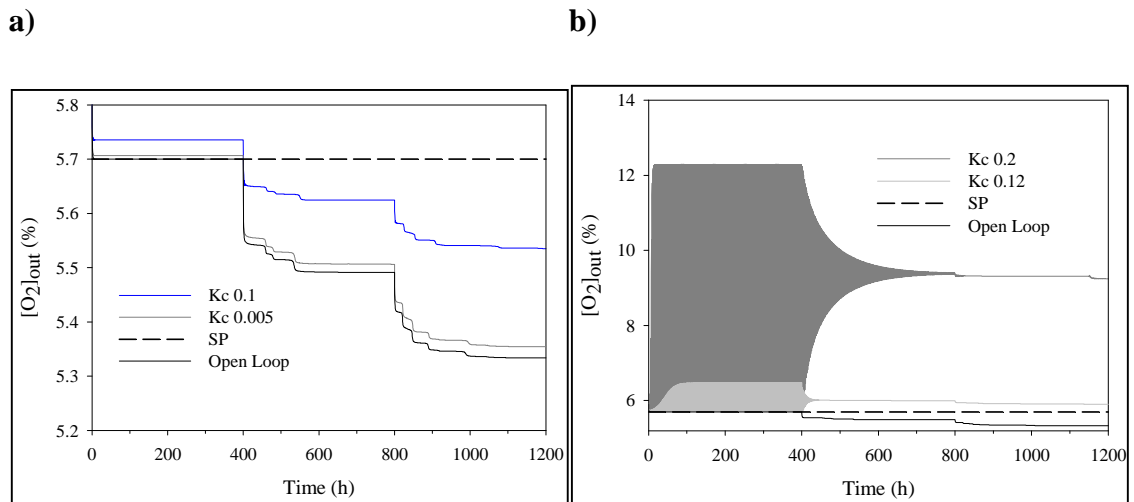 a)
b)
5.8
5.7
5.6
5.5
5.4
5.3
5.2
[O2]out (%)
Kc 0.1
Kc 0.005
SP
Open Loop
0 200 400 600 800 1000 1200
Time (h)
14
12
10
8
6
[O2]out (%)
Kc 0.2
Kc 0.12
SP
Open Loop
0 200 400 600 800 1000 1200
Time (h)